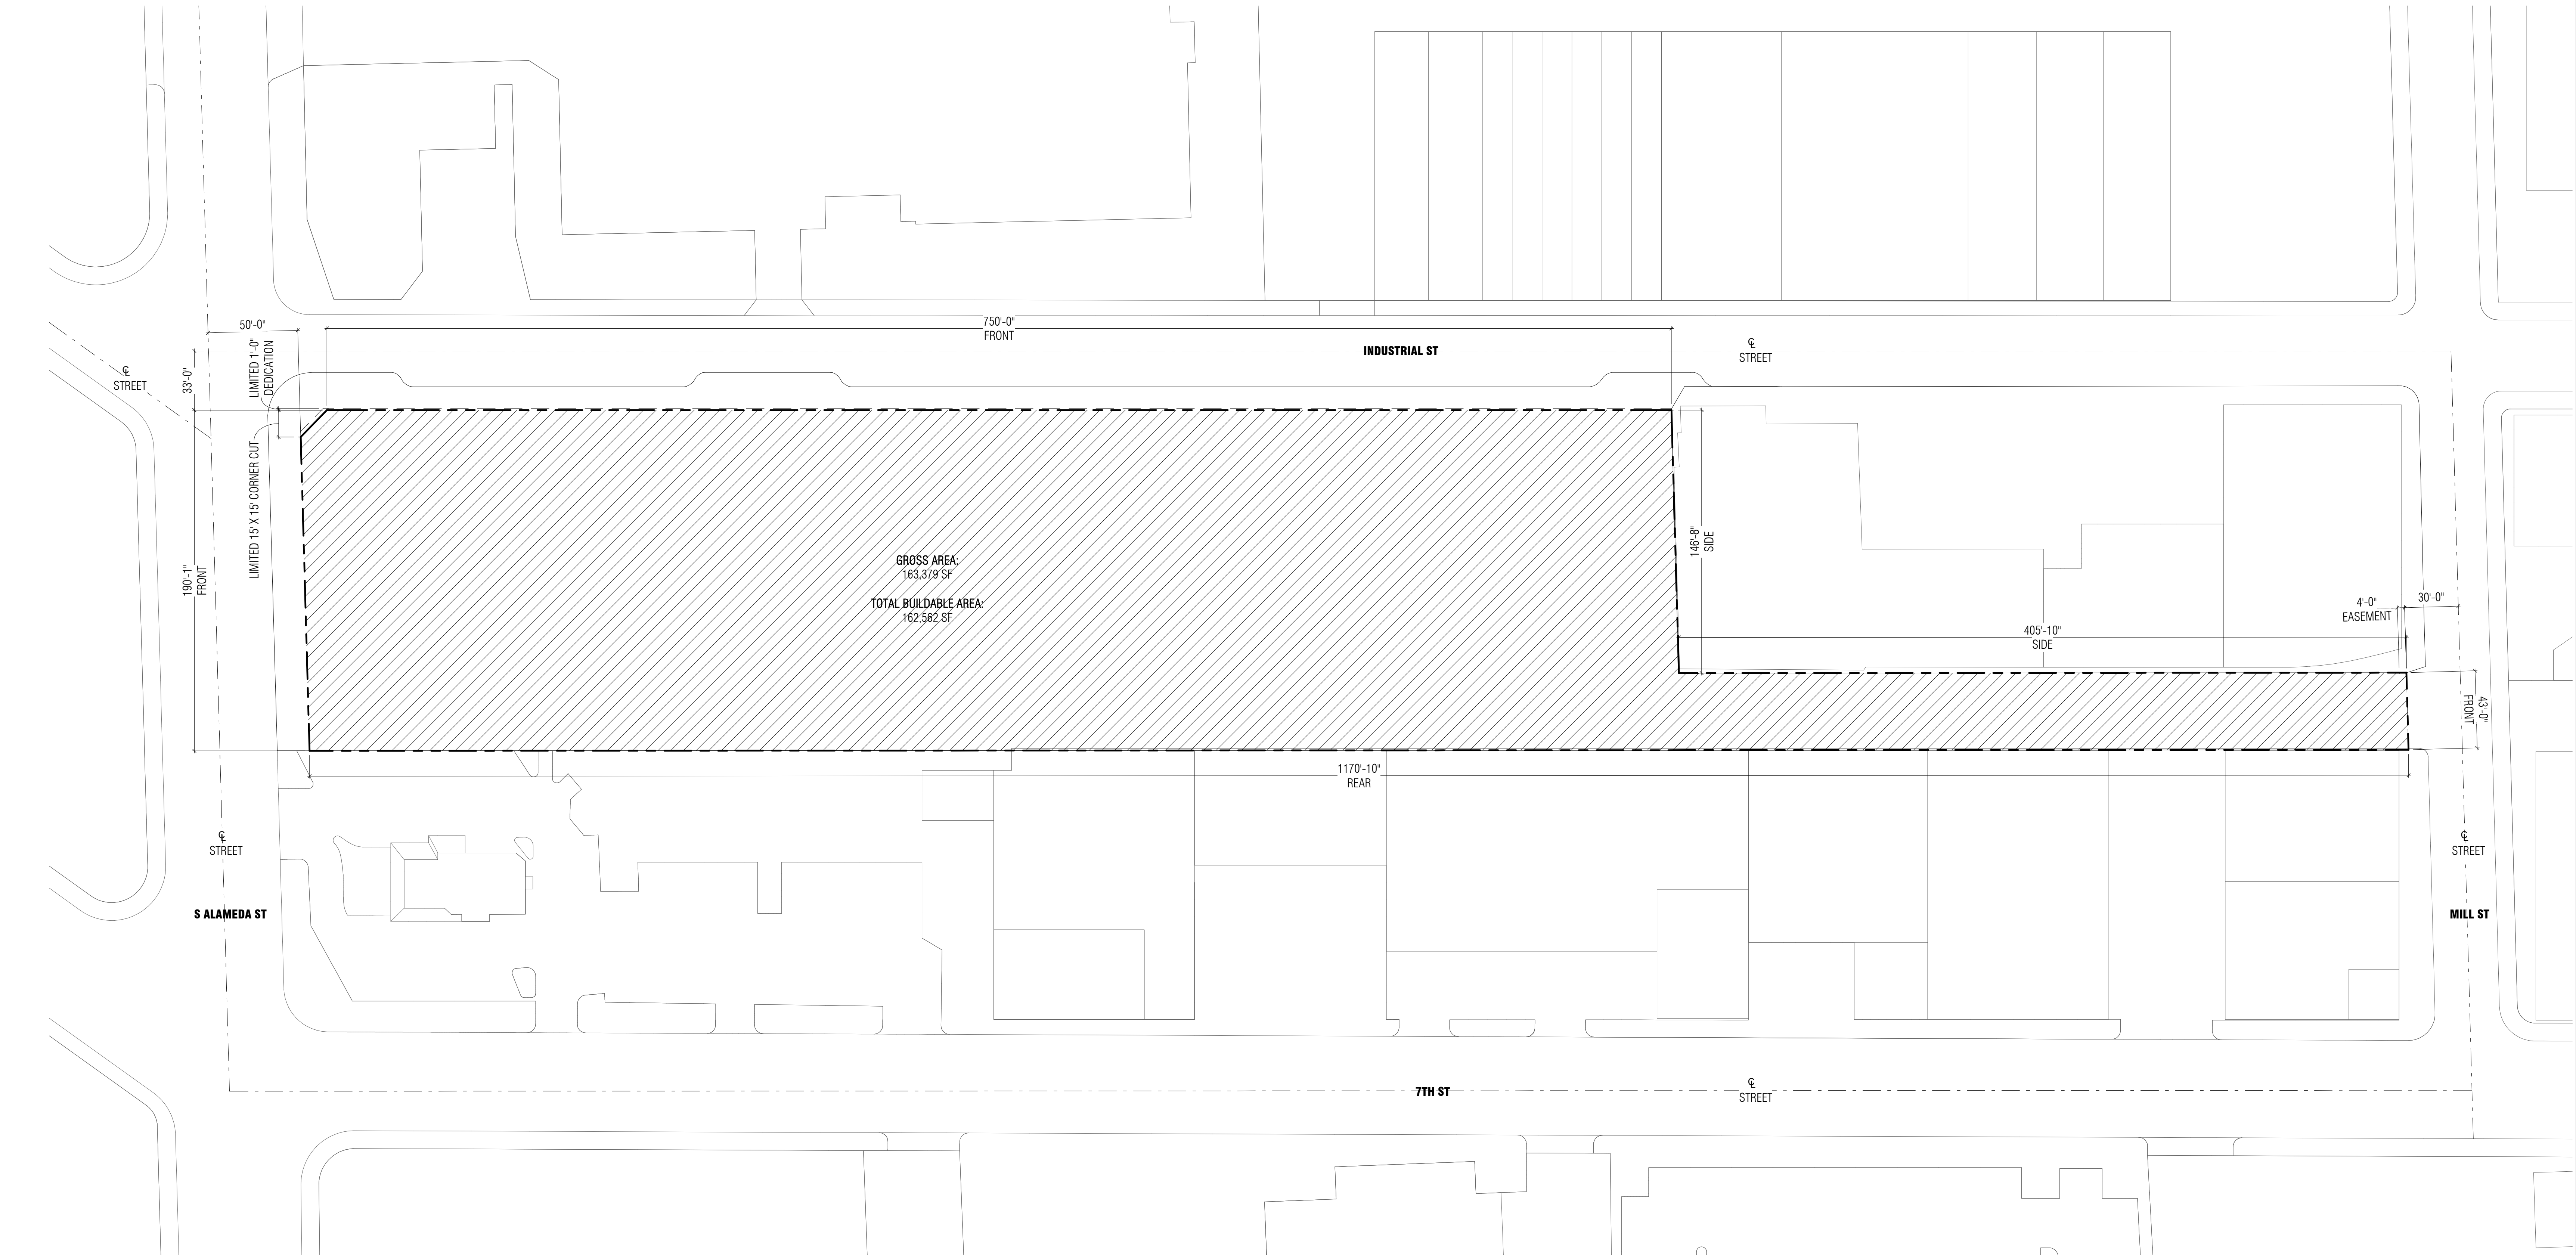 50'-0"
LIMITED 1'-0"
DEDICATION
750'-0"
FRONT
INDUSTRIAL ST
℄
STREET
℄
STREET
33'-0"
LIMITED 15' X 15' CORNER CUT
190'-1"
FRONT
GROSS AREA:
163,379 SF
TOTAL BUILDABLE AREA:
162,562 SF
146'-8"
SIDE
405'-10"
SIDE
4'-0"
EASEMENT
30'-0"
43'-0"
FRONT
1170'-10"
REAR
℄
STREET
℄
STREET
S ALAMEDA ST
MILL ST
7TH ST
℄
STREET